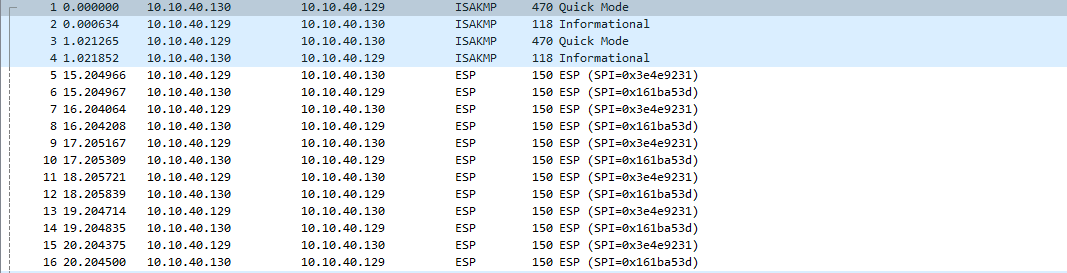 1 0.000000 10.10.40.130 10.10.40.129 ISAKMP 470 Quick Mode
2 0.000634 10.10.40.130 10.10.40.129 ISAKMP 118 Informational
3 1.021265 10.10.40.129 10.10.40.130 ISAKMP 470 Quick Mode
4 1.021852 10.10.40.129 10.10.40.130 ISAKMP 118 Informational
5 15.204966 10.10.40.129 10.10.40.130 ESP 150 ESP (SPI=0x3e4e9231)
6 15.204967 10.10.40.130 10.10.40.129 ESP 150 ESP (SPI=0x161ba53d)
7 16.204064 10.10.40.129 10.10.40.130 ESP 150 ESP (SPI=0x3e4e9231)
8 16.204208 10.10.40.130 10.10.40.129 ESP 150 ESP (SPI=0x161ba53d)
9 17.205167 10.10.40.129 10.10.40.130 ESP 150 ESP (SPI=0x3e4e9231)
10 17.205309 10.10.40.130 10.10.40.129 ESP 150 ESP (SPI=0x161ba53d)
11 18.205721 10.10.40.129 10.10.40.130 ESP 150 ESP (SPI=0x3e4e9231)
12 18.205839 10.10.40.130 10.10.40.129 ESP 150 ESP (SPI=0x161ba53d)
13 19.204714 10.10.40.129 10.10.40.130 ESP 150 ESP (SPI=0x3e4e9231)
14 19.204835 10.10.40.130 10.10.40.129 ESP 150 ESP (SPI=0x161ba53d)
15 20.204375 10.10.40.129 10.10.40.130 ESP 150 ESP (SPI=0x3e4e9231)
16 20.204500 10.10.40.130 10.10.40.129 ESP 150 ESP (SPI=0x161ba53d)